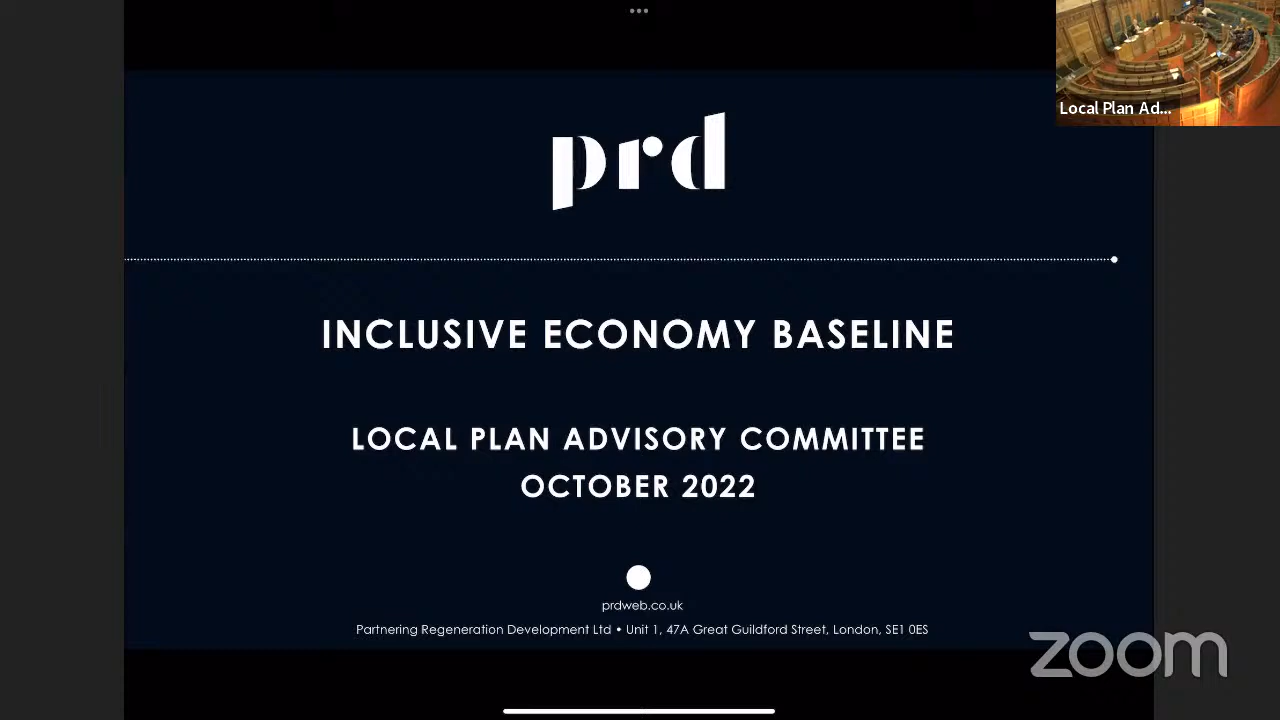 Local Plan Ad...
prd
INCLUSIVE ECONOMY BASELINE
LOCAL PLAN ADVISORY COMMITTEE
OCTOBER 2022
prdweb.co.uk
Partnering Regeneration Development Ltd • Unit 1, 47A Great Guildford Street, London, SE1 0ES
zoom